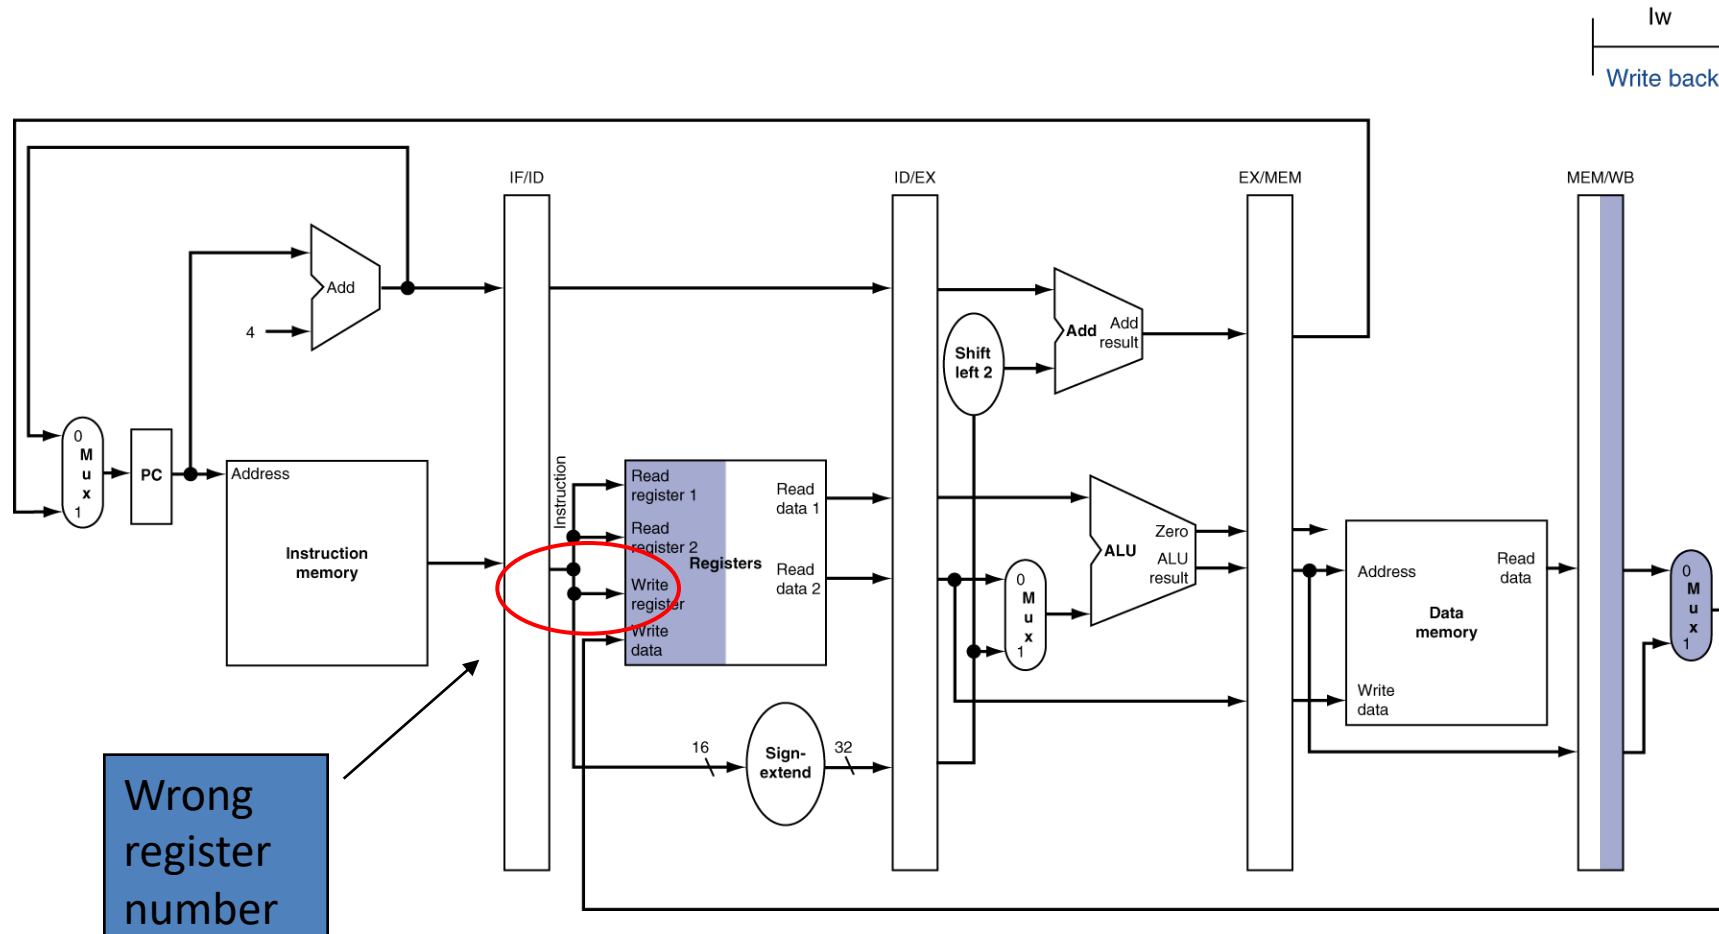 lw
Write back
IF/ID
ID/EX
EX/MEM
MEM/WB
Add
4
Add
Add
result
Shift
left 2
0
M
u
x
1
PC
Address
Instruction
memory
Instruction
Read
register 1
Read
register 2
Registers
Write
register
Write
data
Read
data 1
Read
data 2
0
M
u
x
1
Zero
ALU
ALU
result
Address
Read
data
Data
memory
Write
data
0
M
u
x
1
16
Sign-
extend
32
Wrong
register
number